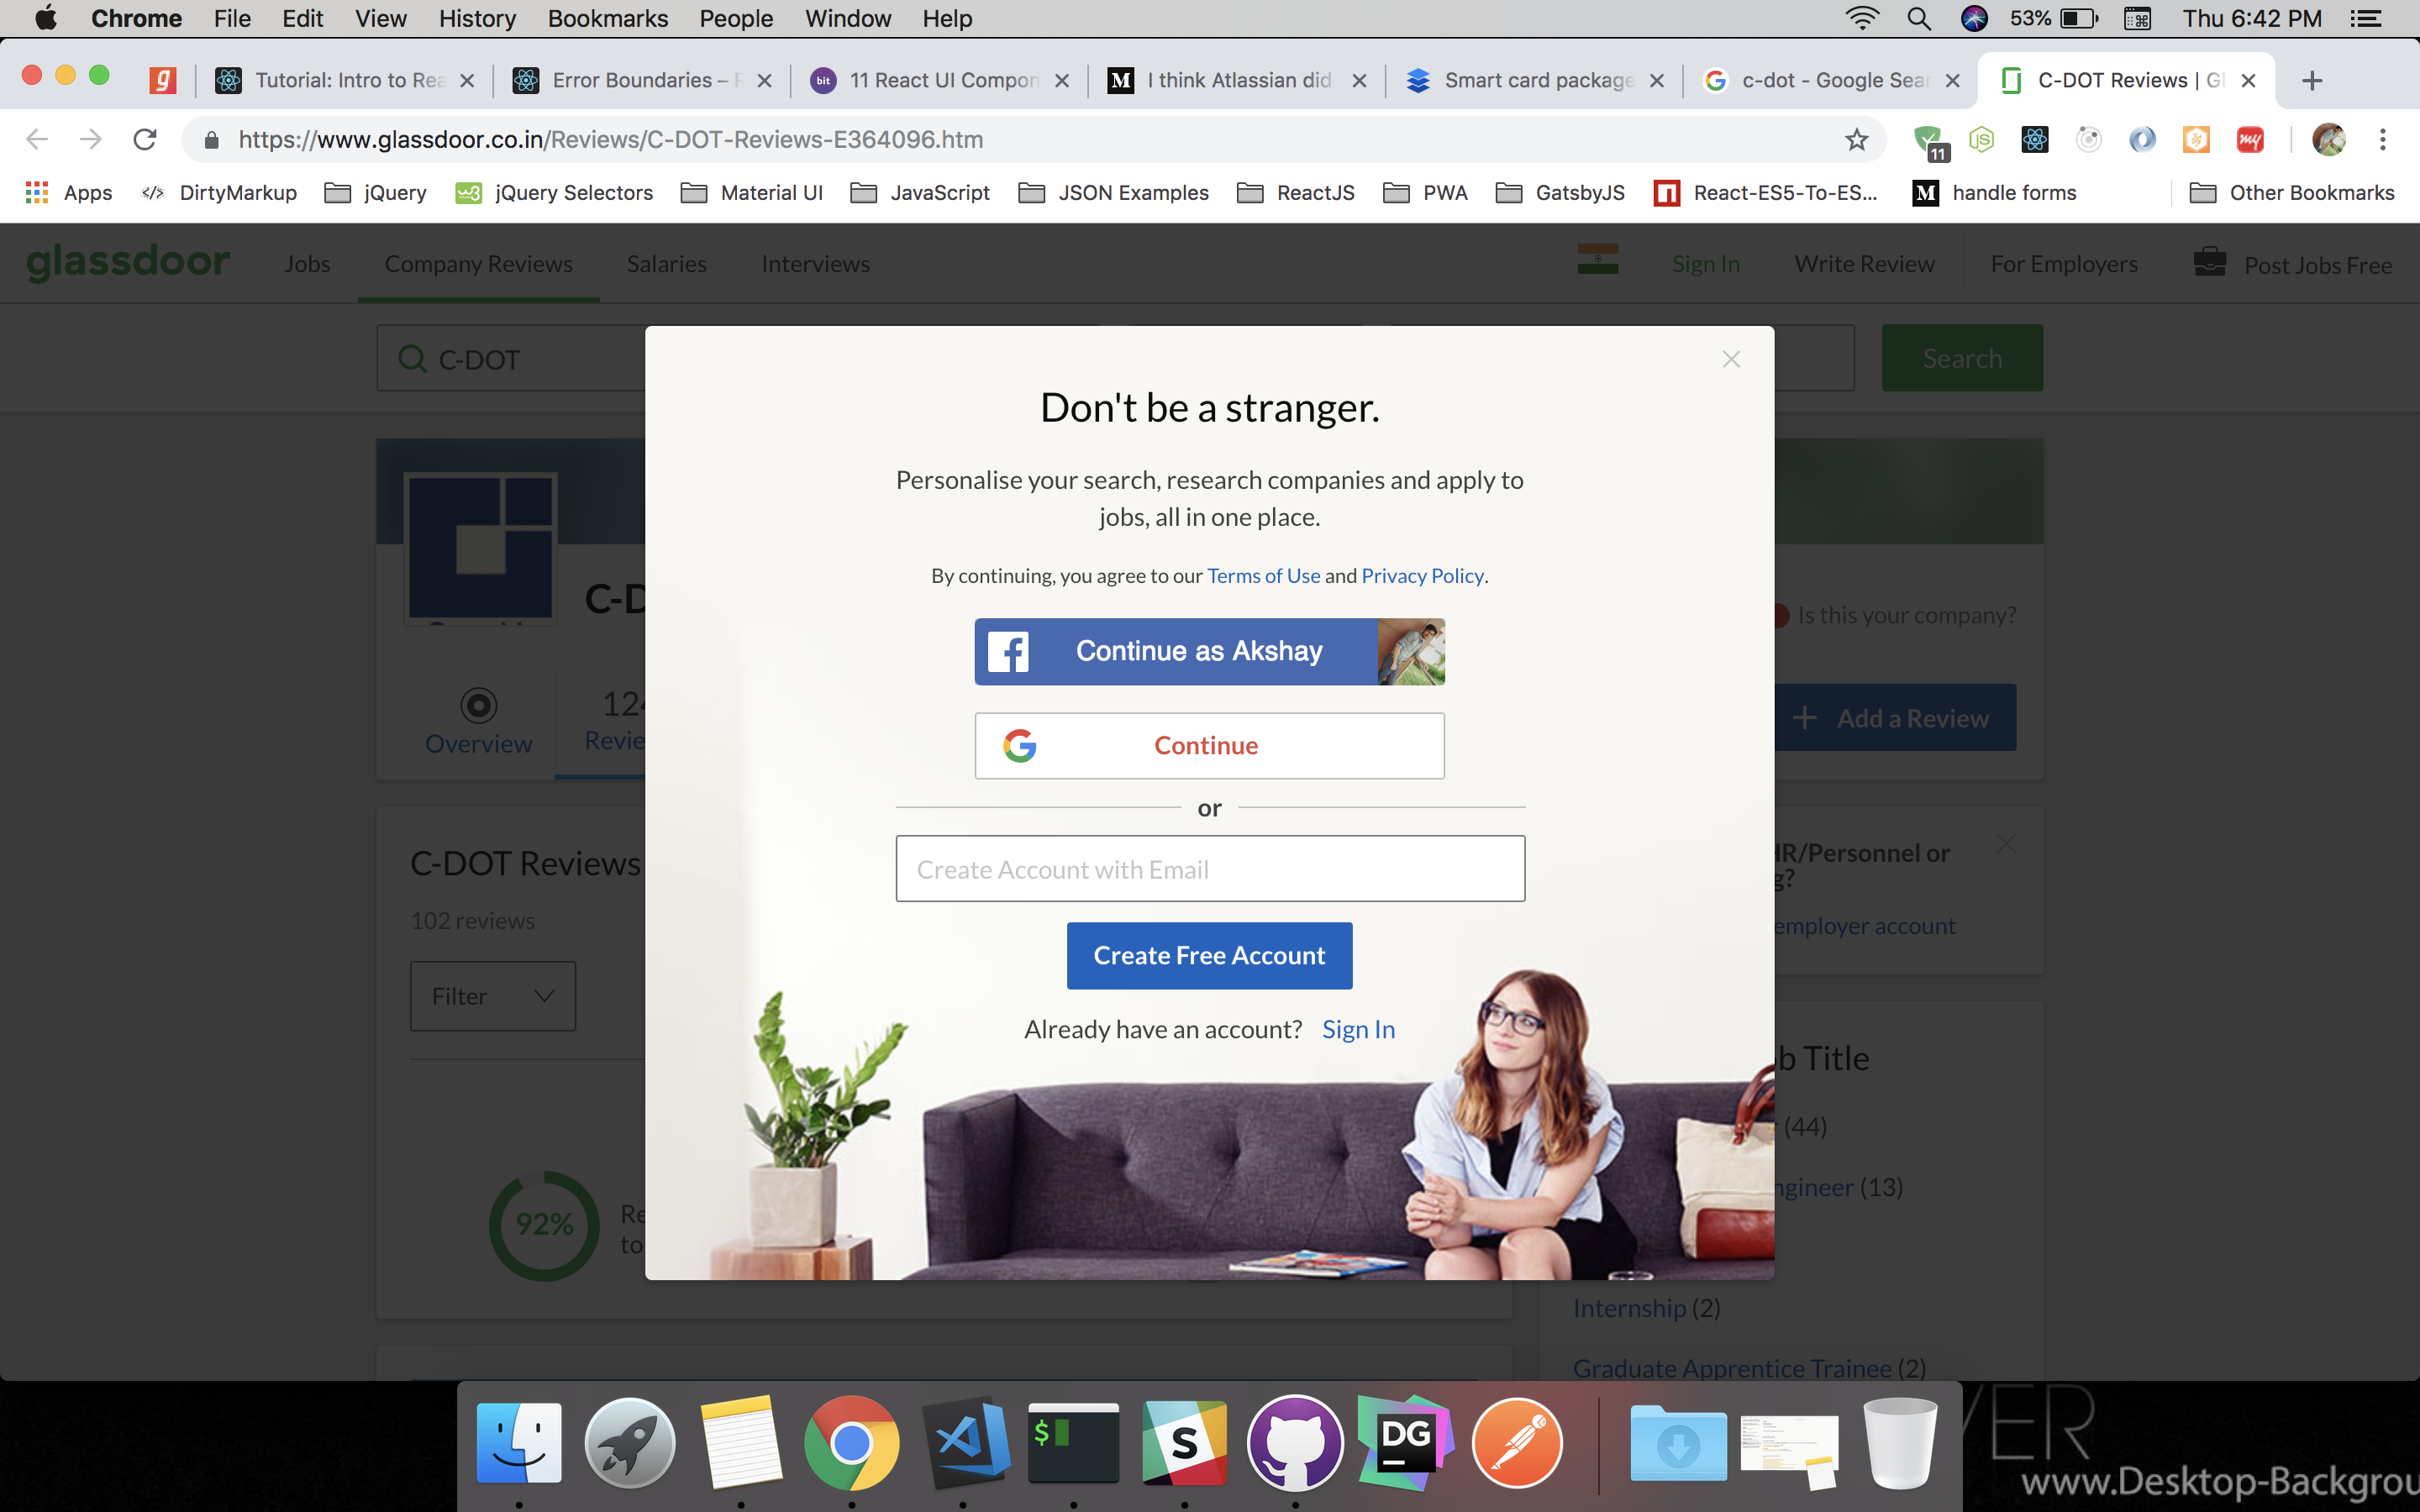 Chrome File Edit View History Bookmarks People Window Help 53% Thu 6:42 PM
g Tutorial: Intro to Rea Error Boundaries – bit 11 React UI Compon M I think Atlassian did Smart card package c-dot - Google Sear C-DOT Reviews | Gl
https://www.glassdoor.co.in/Reviews/C-DOT-Reviews-E364096.htm 11 JS my
Apps </> DirtyMarkup jQuery w3 jQuery Selectors Material UI JavaScript JSON Examples ReactJS PWA GatsbyJS React-ES5-To-ES... M handle forms Other Bookmarks
glassdoor Jobs Company Reviews Salaries Interviews Sign In Write Review For Employers Post Jobs Free
C-DOT Search
Don't be a stranger.
Personalise your search, research companies and apply to
jobs, all in one place.
By continuing, you agree to our Terms of Use and Privacy Policy.
C-D
Is this your company?
f Continue as Akshay
124
Overview Revie
+ Add a Review
G Continue
or
Create Account with Email
Create Free Account
Already have an account? Sign In
C-DOT Reviews
102 reviews
Filter
HR/Personnel or
g?
employer account
b Title
(44)
ngineer (13)
92%
Re
to
Internship (2)
Graduate Apprentice Trainee (2)
$ S DG
VER
www.Desktop-Backgrou